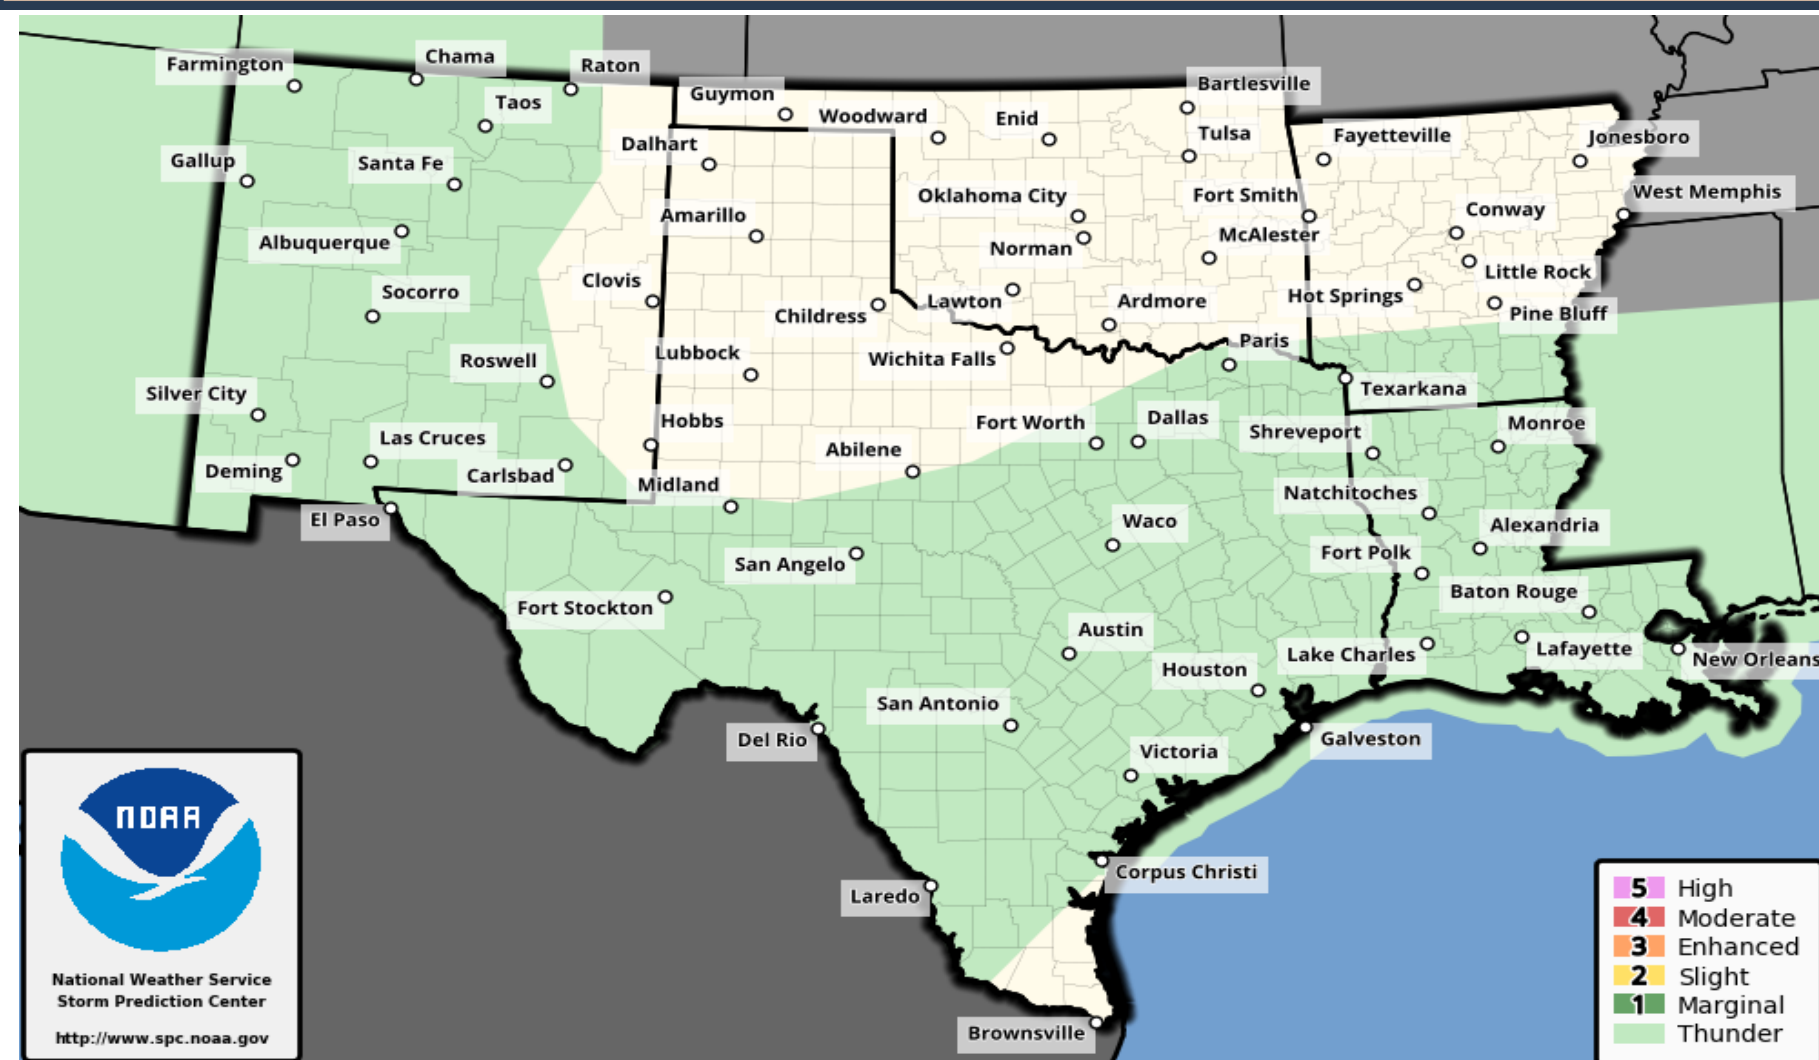 Farmington
Chama
Raton
Taos
Guymon
Woodward
Enid
Bartlesville
Tulsa
Fayetteville
Jonesboro
Gallup
Santa Fe
Dalhart
Amarillo
Oklahoma City
Norman
Fort Smith
McAlester
Conway
West Memphis
Albuquerque
Socorro
Clovis
Childress
Lawton
Ardmore
Hot Springs
Little Rock
Pine Bluff
Roswell
Lubbock
Wichita Falls
Paris
Texarkana
Silver City
Las Cruces
Hobbs
Abilene
Fort Worth
Dallas
Shreveport
Monroe
Deming
Carlsbad
Midland
Natchitoches
El Paso
San Angelo
Waco
Alexandria
Fort Polk
Fort Stockton
Baton Rouge
Austin
Houston
Lake Charles
Lafayette
New Orleans
San Antonio
Del Rio
Victoria
Galveston
Corpus Christi
Laredo
Brownsville
NOAA
National Weather Service
Storm Prediction Center
http://www.spc.noaa.gov
5 High
4 Moderate
3 Enhanced
2 Slight
1 Marginal
Thunder